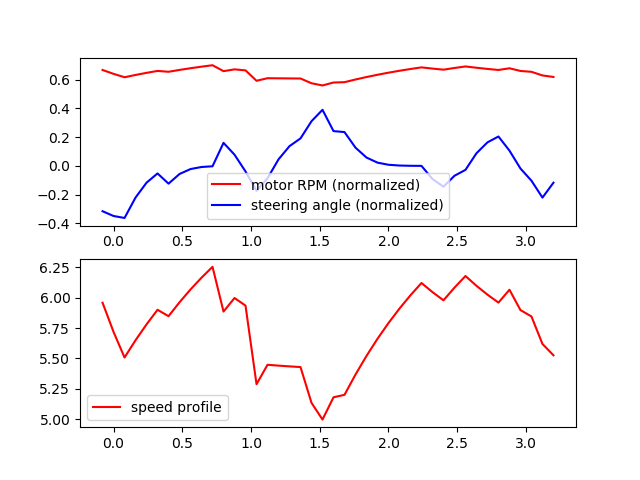 0.6
0.4
0.2
0.0
−0.2
−0.4
motor RPM (normalized)
steering angle (normalized)
0.0 0.5 1.0 1.5 2.0 2.5 3.0
6.25
6.00
5.75
5.50
5.25
5.00
speed profile
0.0 0.5 1.0 1.5 2.0 2.5 3.0